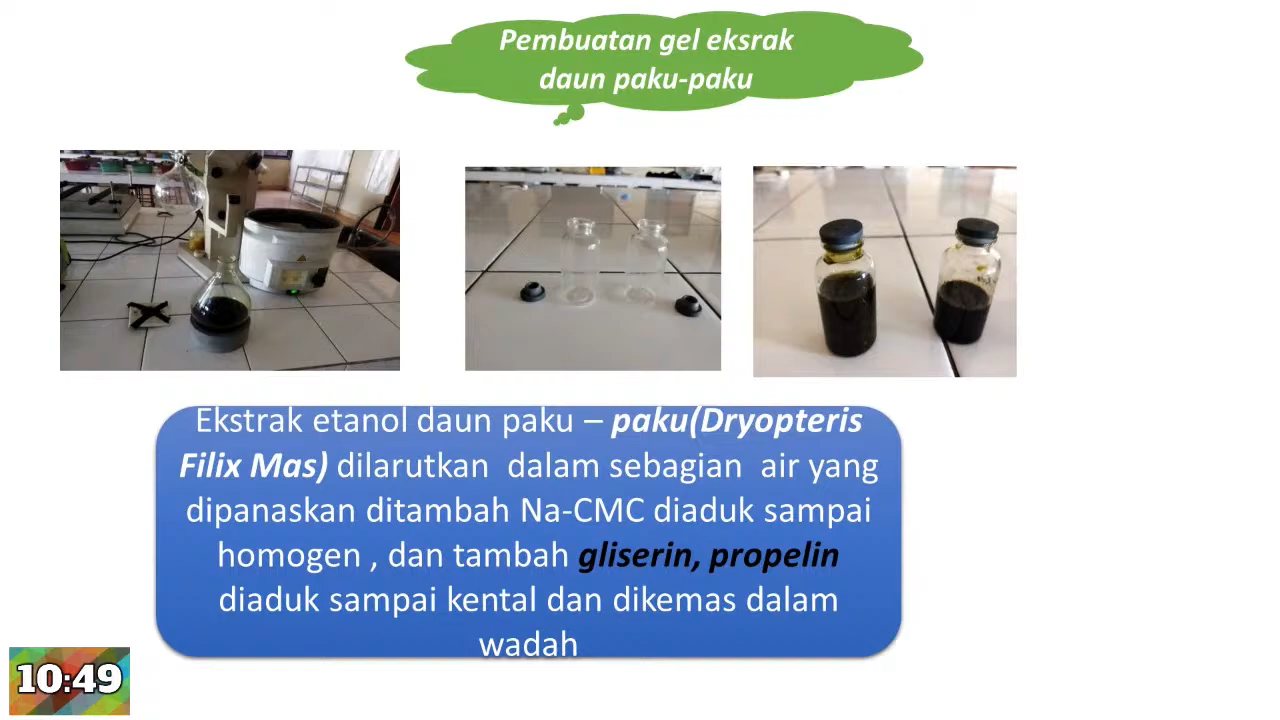 Pembuatan gel eksrak
daun paku-paku
Ekstrak etanol daun paku – paku(Dryopteris
Filix Mas) dilarutkan dalam sebagian air yang
dipanaskan ditambah Na-CMC diaduk sampai
homogen , dan tambah gliserin, propelin
diaduk sampai kental dan dikemas dalam
wadah
10:49